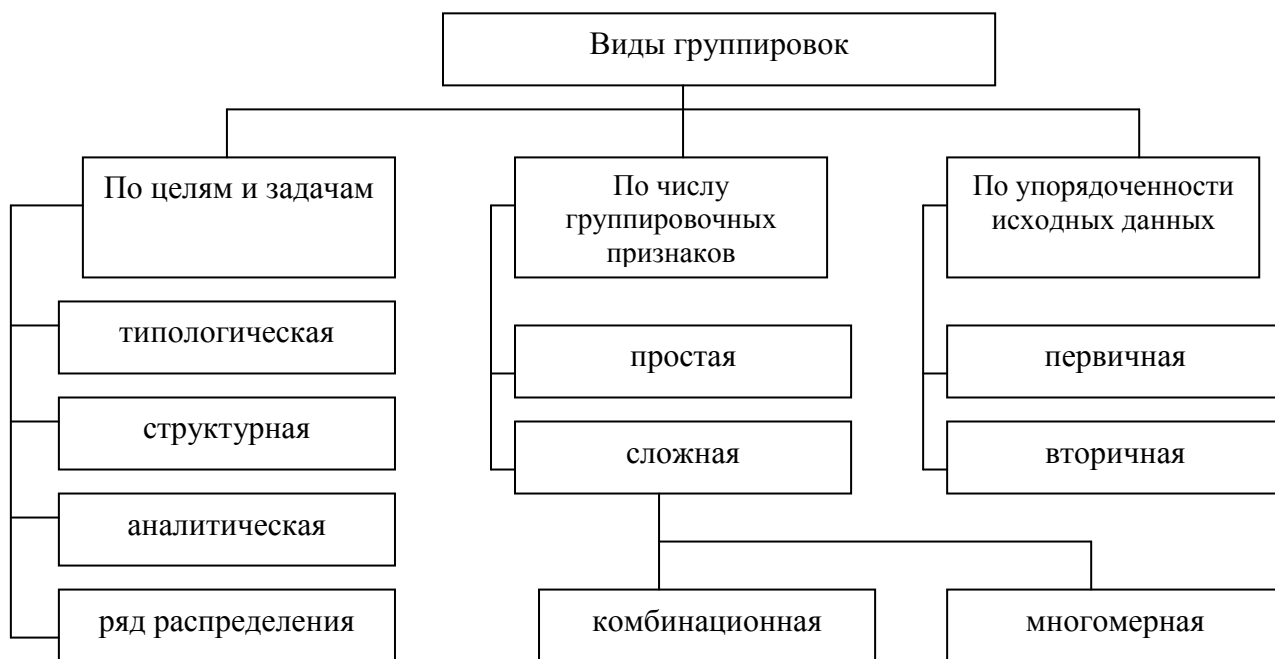 Виды группировок
По целям и задачам
По числу
группировочных
признаков
По упорядоченности
исходных данных
типологическая
простая
первичная
структурная
сложная
вторичная
аналитическая
ряд распределения
комбинационная
многомерная